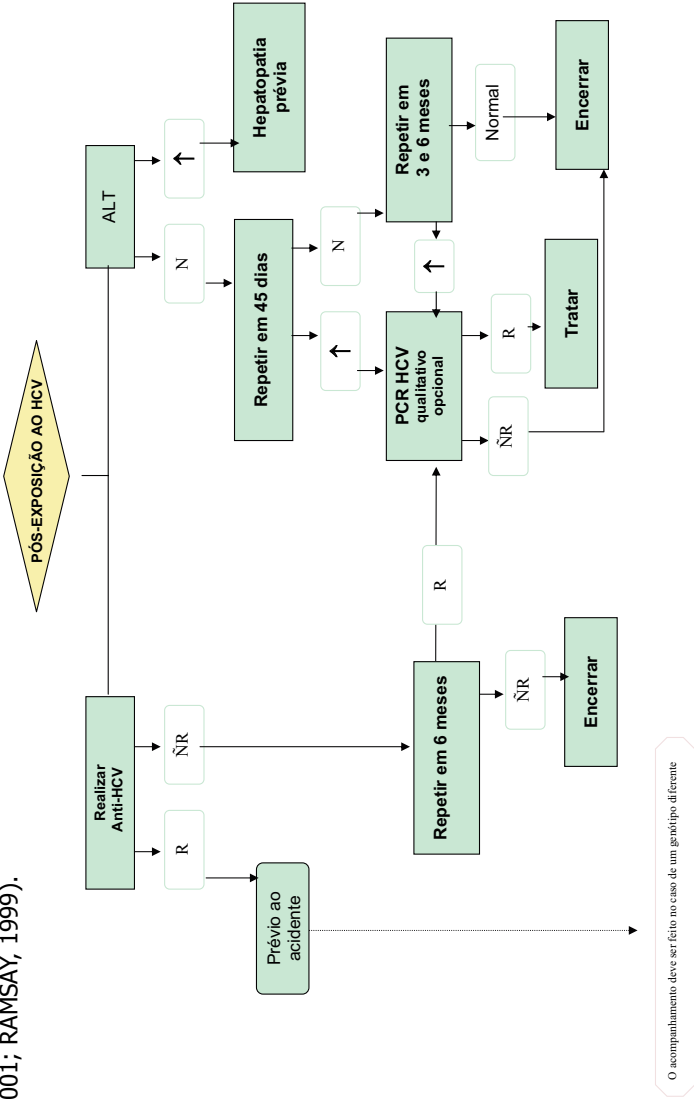 001; RAMSAY, 1999).
PÓS-EXPOSIÇÃO AO HCV
Realizar
Anti-HCV
ALT
R
ÑR
N
↑
Prévio ao
acidente
Repetir em 45 dias
Hepatopatia
prévia
↑
N
Repetir em 6 meses
R
PCR HCV
qualitativo
opcional
↑
Repetir em
3 e 6 meses
ÑR
ÑR
R
Normal
Encerrar
Tratar
Encerrar
O acompanhamento deve ser feito no caso de um genótipo diferente